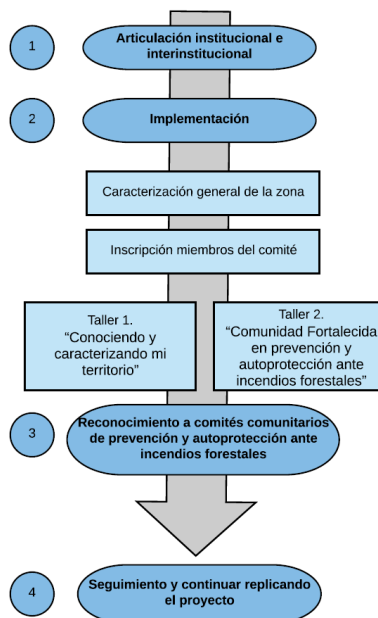 1
Articulación institucional e
interinstitucional
2
Implementación
Caracterización general de la zona
Inscripción miembros del comité
Taller 1.
“Conociendo y
caracterizando mi
territorio”
Taller 2.
“Comunidad Fortalecida
en prevención y
autoprotección ante
incendios forestales”
3
Reconocimiento a comités comunitarios
de prevención y autoprotección ante
incendios forestales
4
Seguimiento y continuar replicando
el proyecto